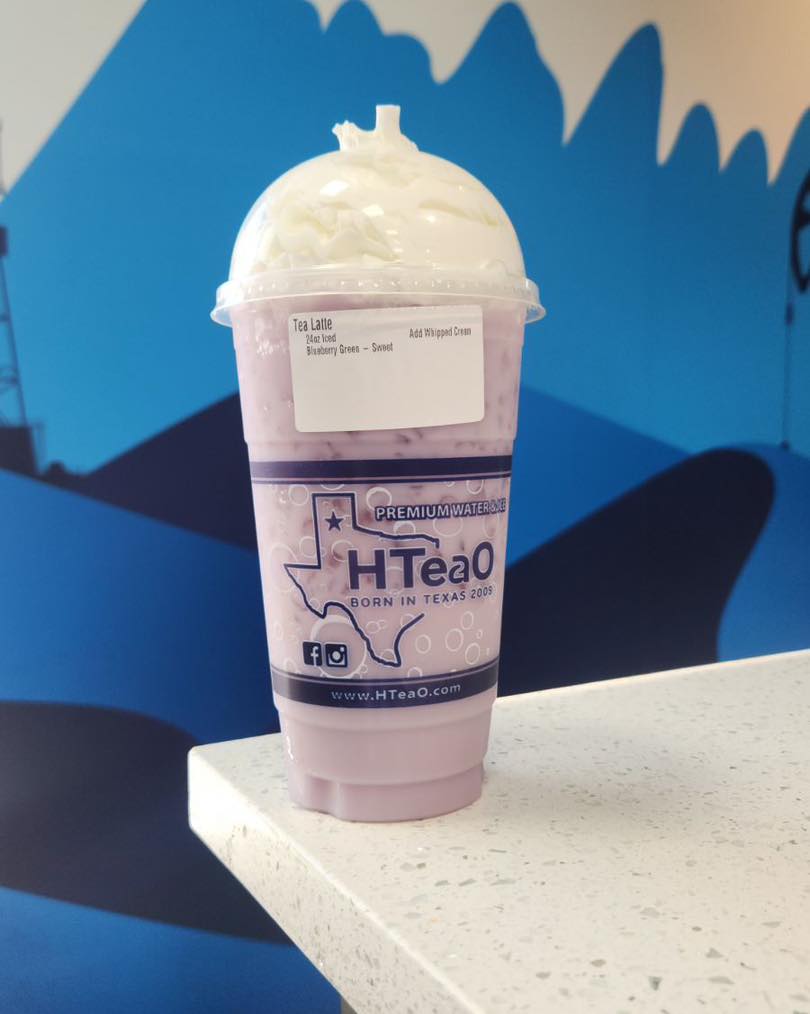 Tea Latte
24oz Iced Add Whipped Cream
Blueberry Green - Sweet
PREMIUM WATER & ICE
HTeaO
BORN IN TEXAS 2009
www.HTeaO.com